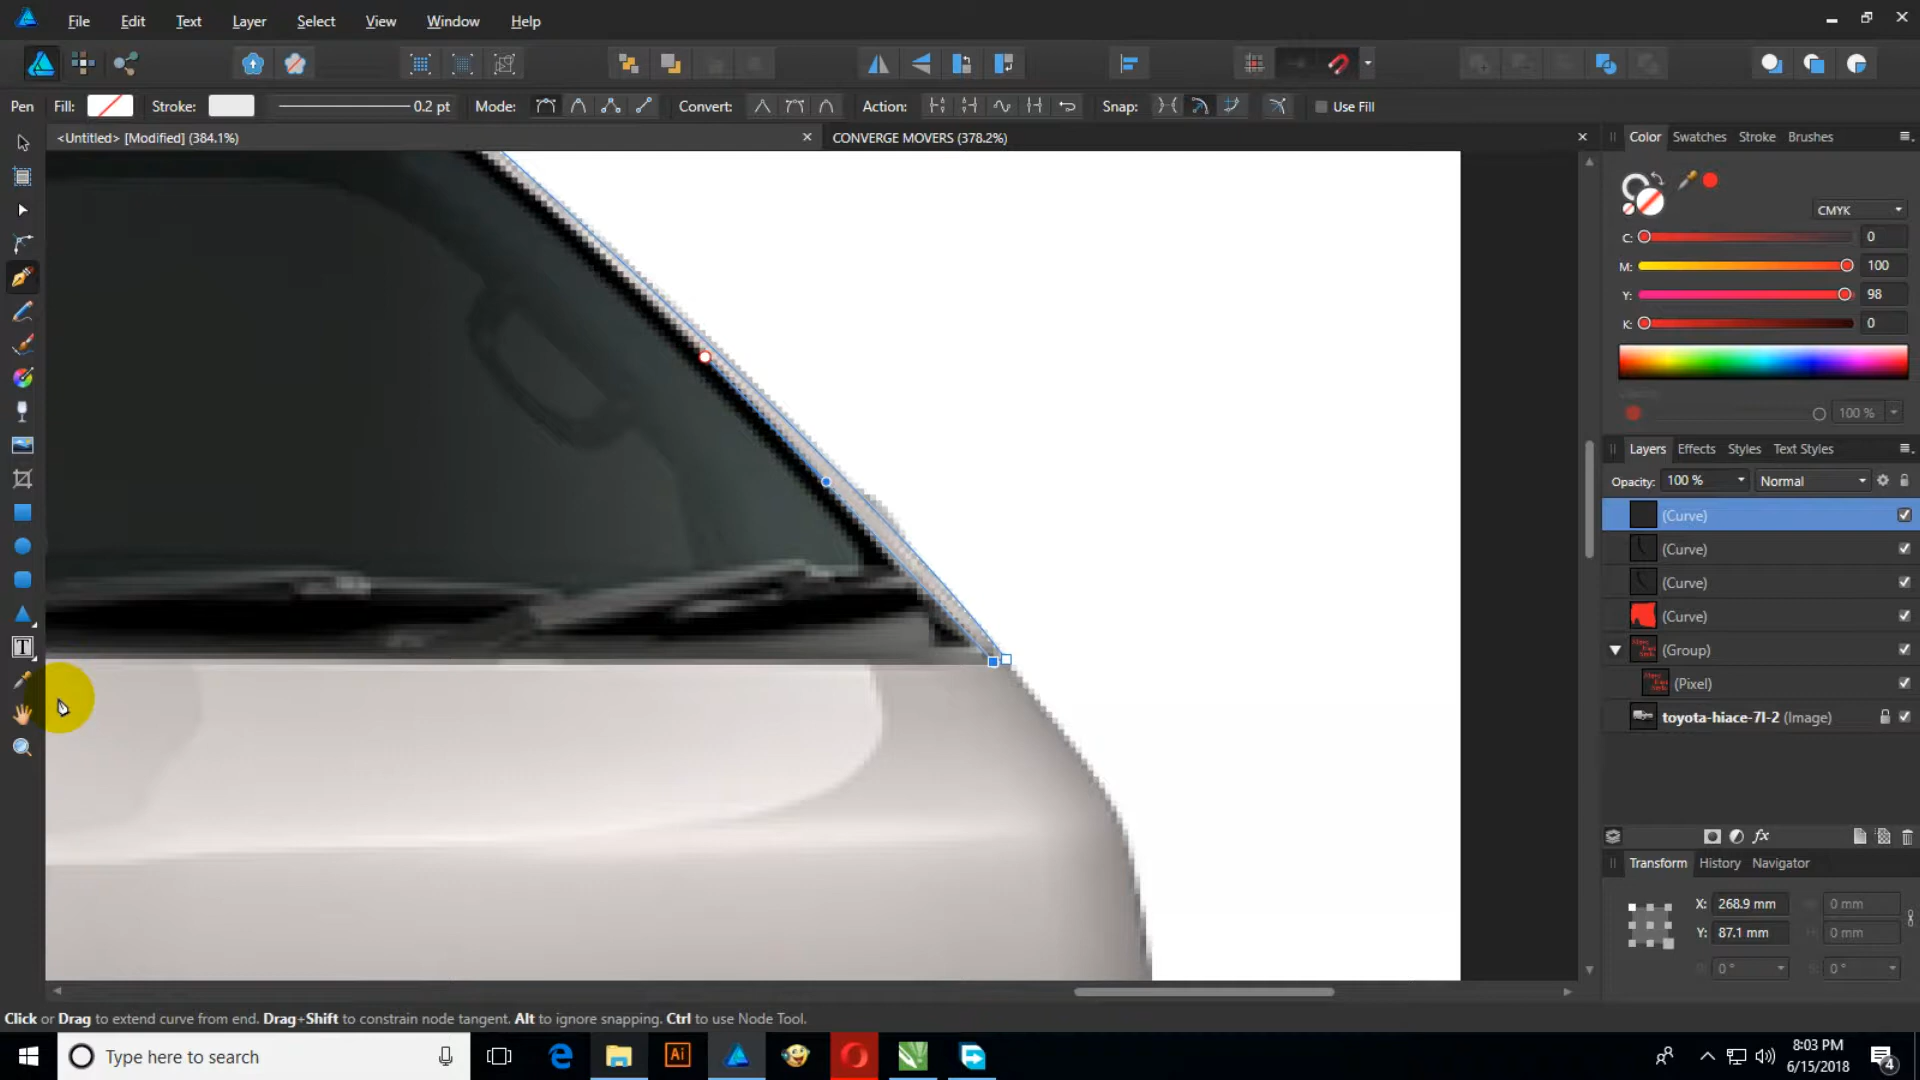 File Edit Text Layer Select View Window Help
Pen Fill: Stroke: 0.2 pt Mode: Convert: Action: Snap: Use Fill
<Untitled> [Modified] (384.1%) CONVERGE MOVERS (378.2%)
Color Swatches Stroke Brushes
CMYK
C: 0
M: 100
Y: 98
K: 0
100 %
Layers Effects Styles Text Styles
Opacity: 100 % Normal
(Curve)
(Curve)
(Curve)
(Curve)
(Group)
(Pixel)
toyota-hiace-7l-2 (Image)
fx
Transform History Navigator
X: 268.9 mm 0 mm
Y: 87.1 mm 0 mm
0 ° 0 °
Click or Drag to extend curve from end. Drag+Shift to constrain node tangent. Alt to ignore snapping. Ctrl to use Node Tool.
Type here to search
Ai
8:03 PM
6/15/2018
4